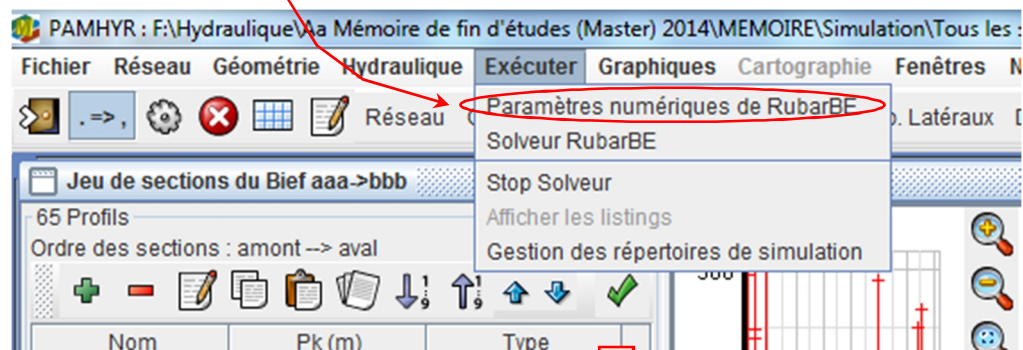 PAMHYR : F:\Hydraulique\Aa Mémoire de fin d'études (Master) 2014\MEMOIRE\Simulation\Tous les :
Fichier Réseau Géométrie Hydraulique Exécuter Graphiques Cartographie Fenêtres N
. => , Réseau . Latéraux
Paramètres numériques de RubarBE
Solveur RubarBE
Stop Solveur
Afficher les listings
Gestion des répertoires de simulation
Jeu de sections du Bief aaa->bbb
65 Profils
Ordre des sections : amont --> aval
Nom Pk (m) Type